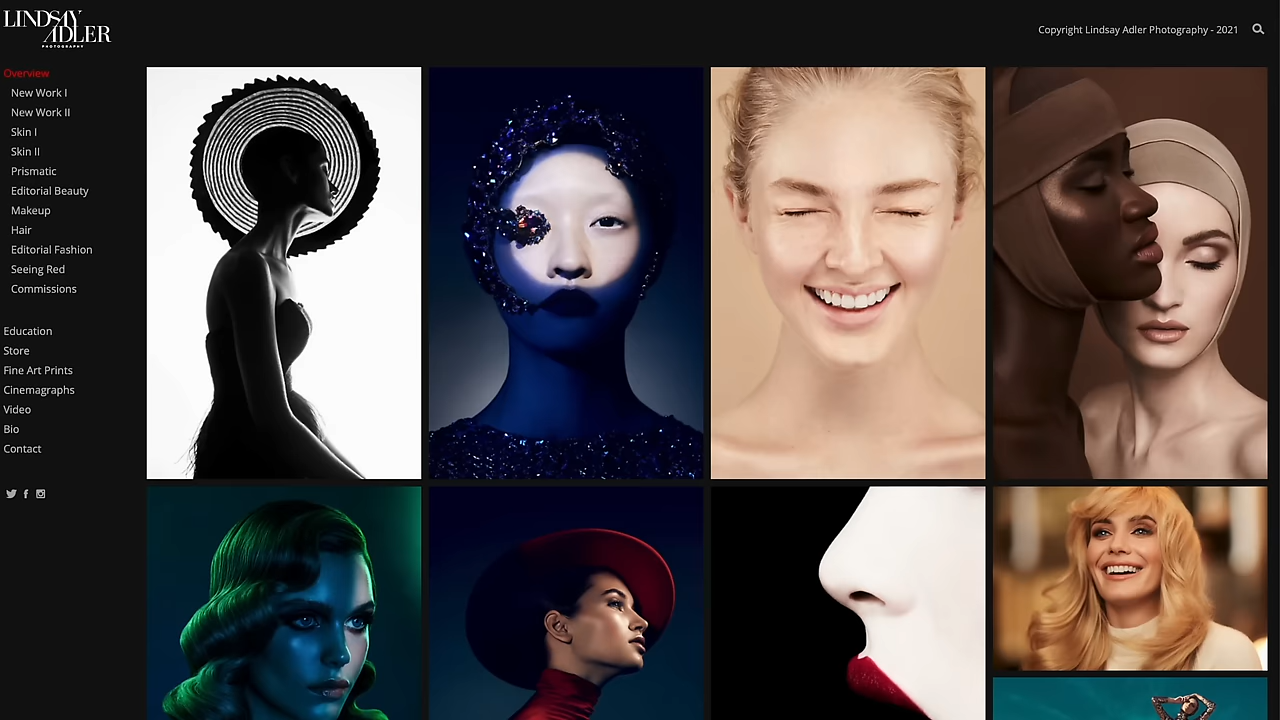 LINDSAY
ADLER
PHOTOGRAPHY
Copyright Lindsay Adler Photography - 2021
Overview
New Work I
New Work II
Skin I
Skin II
Prismatic
Editorial Beauty
Makeup
Hair
Editorial Fashion
Seeing Red
Commissions
Education
Store
Fine Art Prints
Cinemagraphs
Video
Bio
Contact